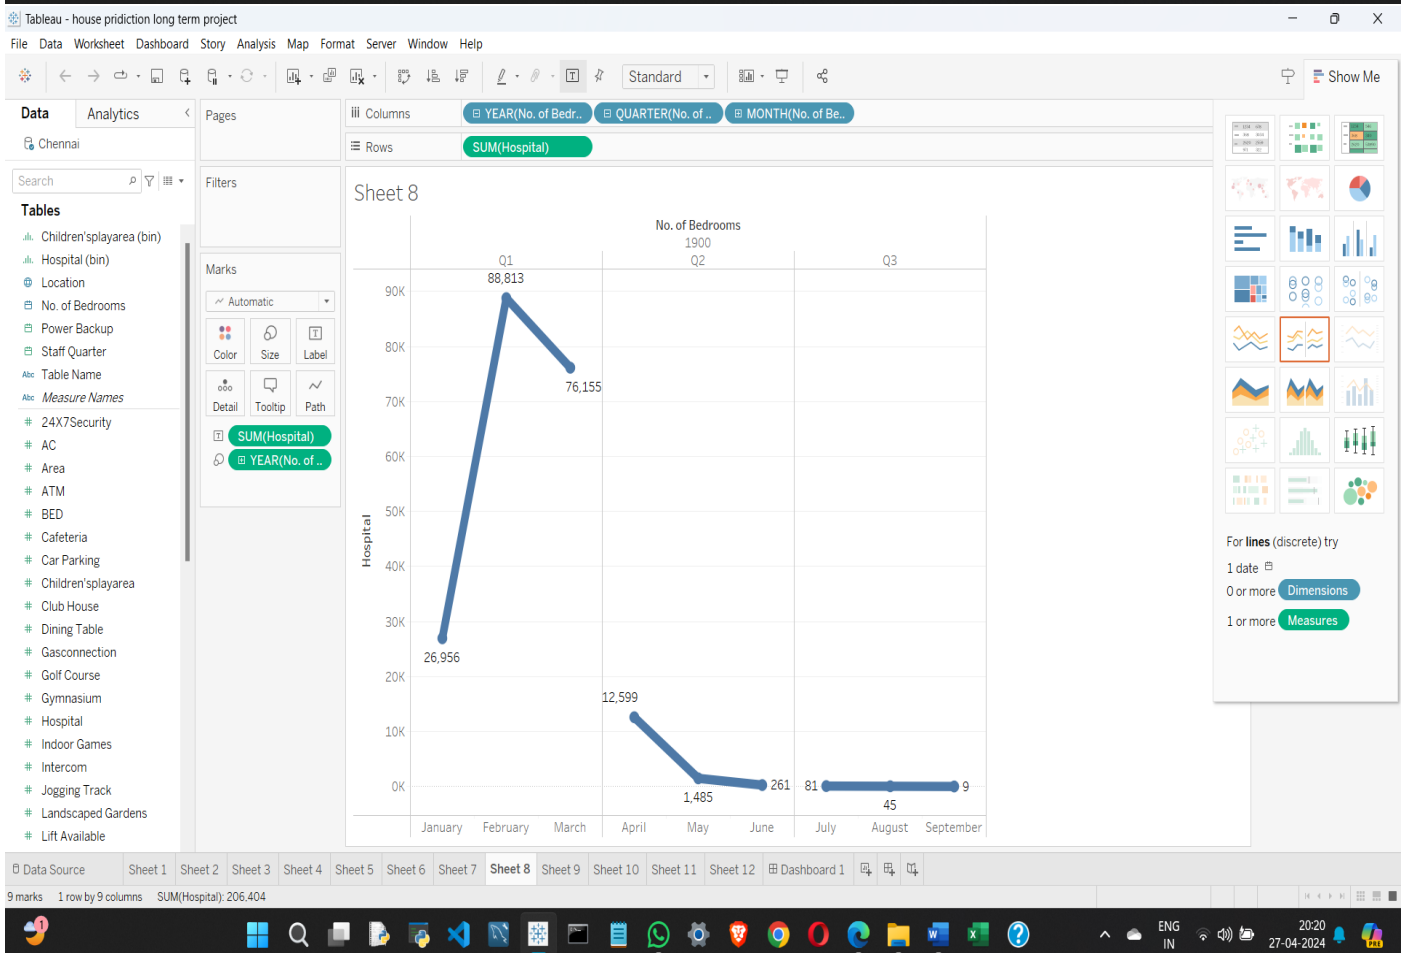 Tableau - house pridiction long term project
File Data Worksheet Dashboard Story Analysis Map Format Server Window Help
Standard
Show Me
Data Analytics
Chennai
Search
Tables
Children'splayarea (bin)
Hospital (bin)
Location
No. of Bedrooms
Power Backup
Staff Quarter
Abc Table Name
Abc Measure Names
# 24X7Security
# AC
# Area
# ATM
# BED
# Cafeteria
# Car Parking
# Children'splayarea
# Club House
# Dining Table
# Gasconnection
# Golf Course
# Gymnasium
# Hospital
# Indoor Games
# Intercom
# Jogging Track
# Landscaped Gardens
# Lift Available
Pages
Filters
Marks
Automatic
Color Size Label
Detail Tooltip Path
SUM(Hospital)
YEAR(No. of ..
Columns YEAR(No. of Bedr.. QUARTER(No. of .. MONTH(No. of Be..
Rows SUM(Hospital)
Sheet 8
No. of Bedrooms
1900
Q1 Q2 Q3
88,813
76,155
26,956
12,599
1,485
261
81
45
9
90K
80K
70K
60K
50K
40K
30K
20K
10K
0K
Hospital
January February March April May June July August September
For lines (discrete) try
1 date
0 or more Dimensions
1 or more Measures
Data Source Sheet 1 Sheet 2 Sheet 3 Sheet 4 Sheet 5 Sheet 6 Sheet 7 Sheet 8 Sheet 9 Sheet 10 Sheet 11 Sheet 12 Dashboard 1
9 marks 1 row by 9 columns SUM(Hospital): 206,404
1
ENG
IN
20:20
27-04-2024
PRE